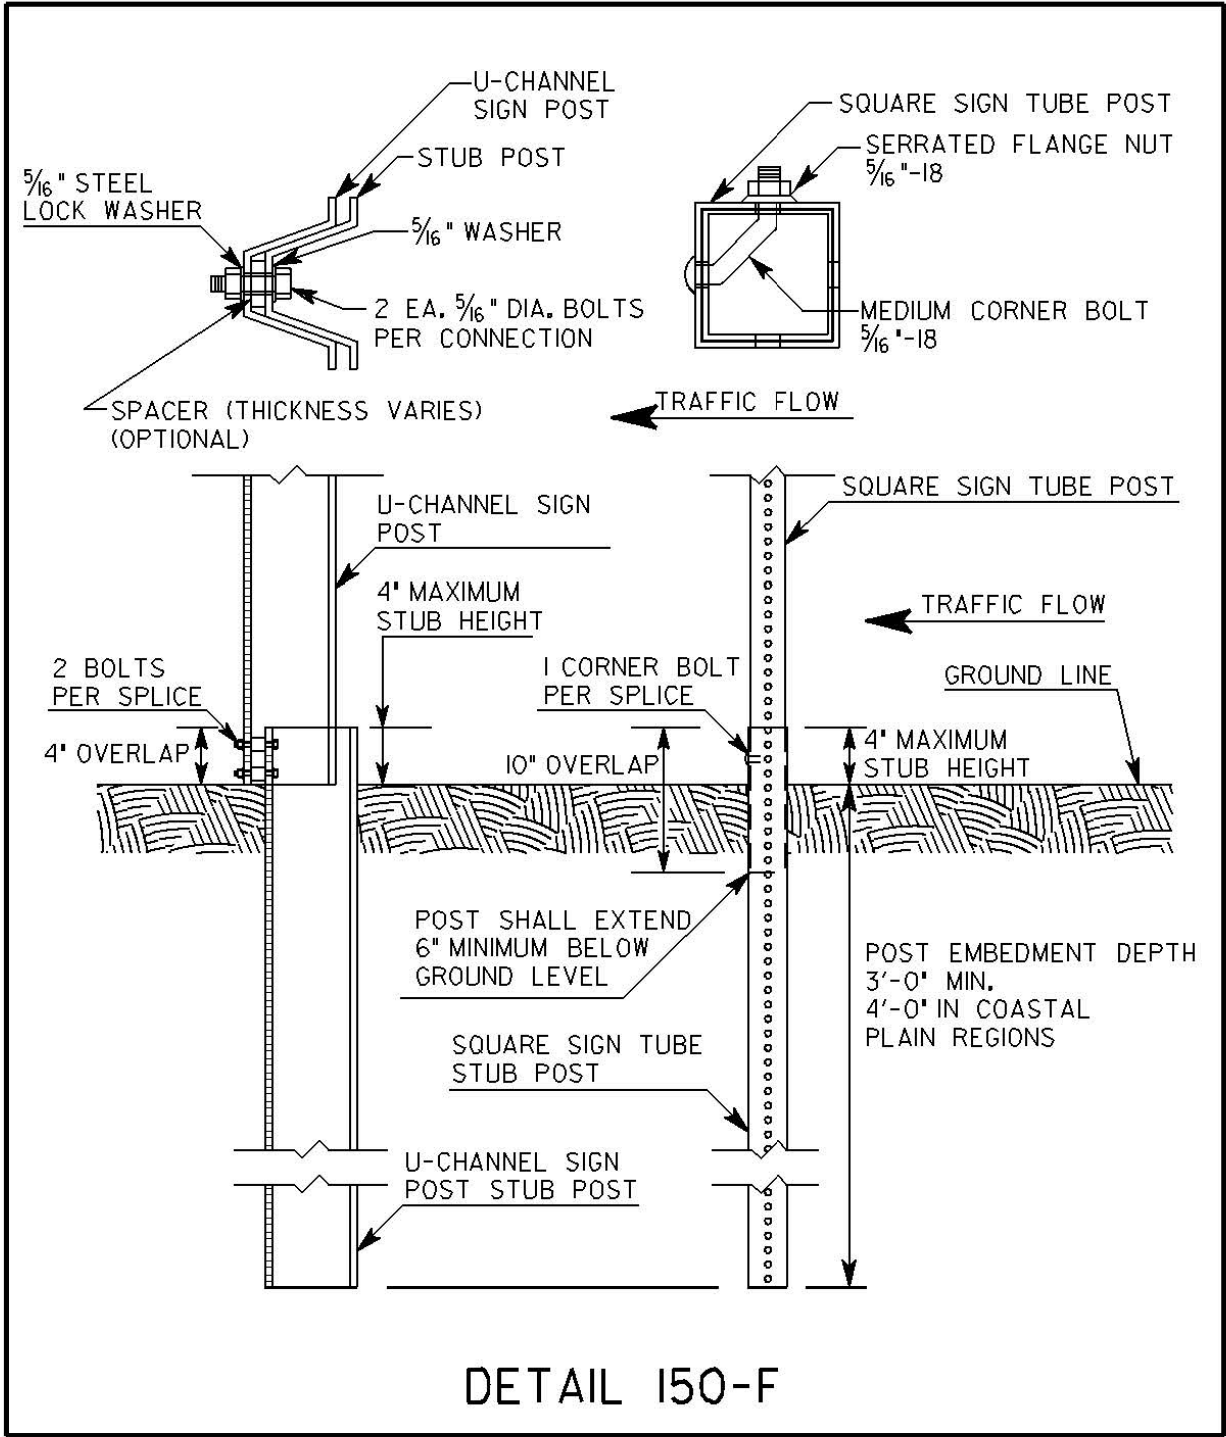 U-CHANNEL
SIGN POST
STUB POST
5/16" STEEL
LOCK WASHER
5/16" WASHER
2 EA. 5/16" DIA. BOLTS
PER CONNECTION
SPACER (THICKNESS VARIES)
(OPTIONAL)
SQUARE SIGN TUBE POST
SERRATED FLANGE NUT
5/16"-18
MEDIUM CORNER BOLT
5/16"-18
TRAFFIC FLOW
U-CHANNEL SIGN
POST
4" MAXIMUM
STUB HEIGHT
2 BOLTS
PER SPLICE
4" OVERLAP
SQUARE SIGN TUBE POST
TRAFFIC FLOW
1 CORNER BOLT
PER SPLICE
GROUND LINE
10" OVERLAP
4" MAXIMUM
STUB HEIGHT
POST SHALL EXTEND
6" MINIMUM BELOW
GROUND LEVEL
POST EMBEDMENT DEPTH
3'-0" MIN.
4'-0" IN COASTAL
PLAIN REGIONS
SQUARE SIGN TUBE
STUB POST
U-CHANNEL SIGN
POST STUB POST
DETAIL 150-F